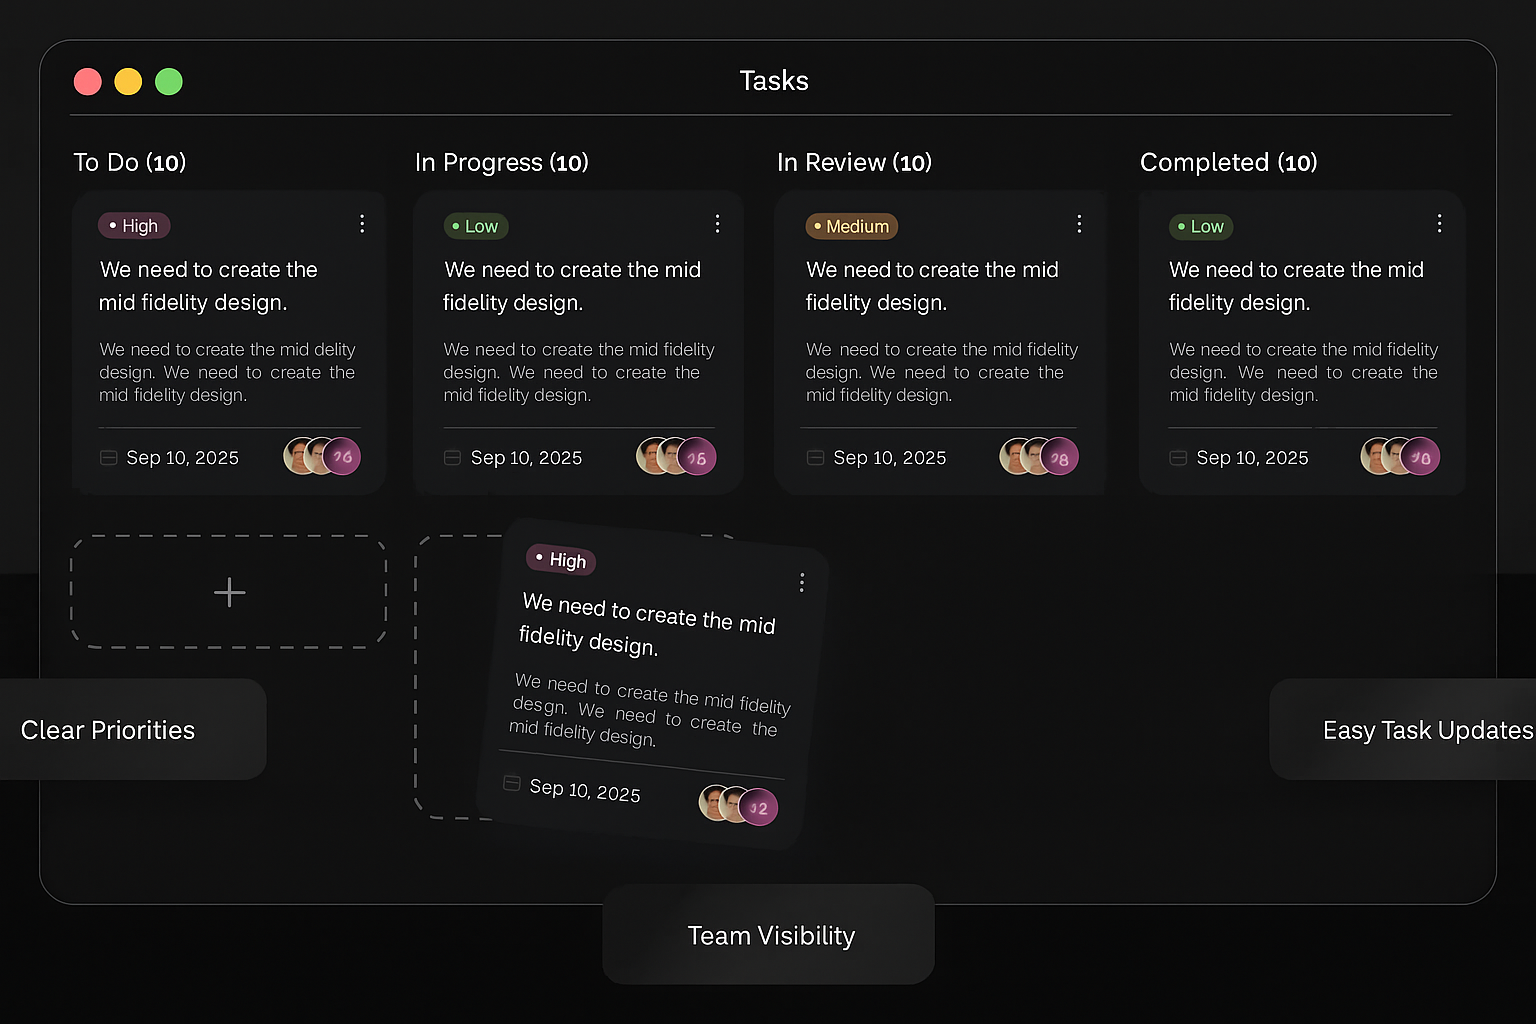 Tasks
To Do (10)
In Progress (10)
In Review (10)
Completed (10)
High
We need to create the
mid fidelity design.
We need to create the mid delity
design. We need to create the
mid fidelity design.
Sep 10, 2025
Low
We need to create the mid
fidelity design.
We need to create the mid fidelity
design. We need to create the
mid fidelity design.
Sep 10, 2025
Medium
We need to create the mid
fidelity design.
We need to create the mid fidelity
design. We need to create the
mid fidelity design.
Sep 10, 2025
Low
We need to create the mid
fidelity design.
We need to create the mid fidelity
design. We need to create the
mid fidelity design.
Sep 10, 2025
High
We need to create the mid
fidelity design.
We need to create the mid fidelity
desgn. We need to create the
mid fidelity design.
Sep 10, 2025
Clear Priorities
Easy Task Updates
Team Visibility